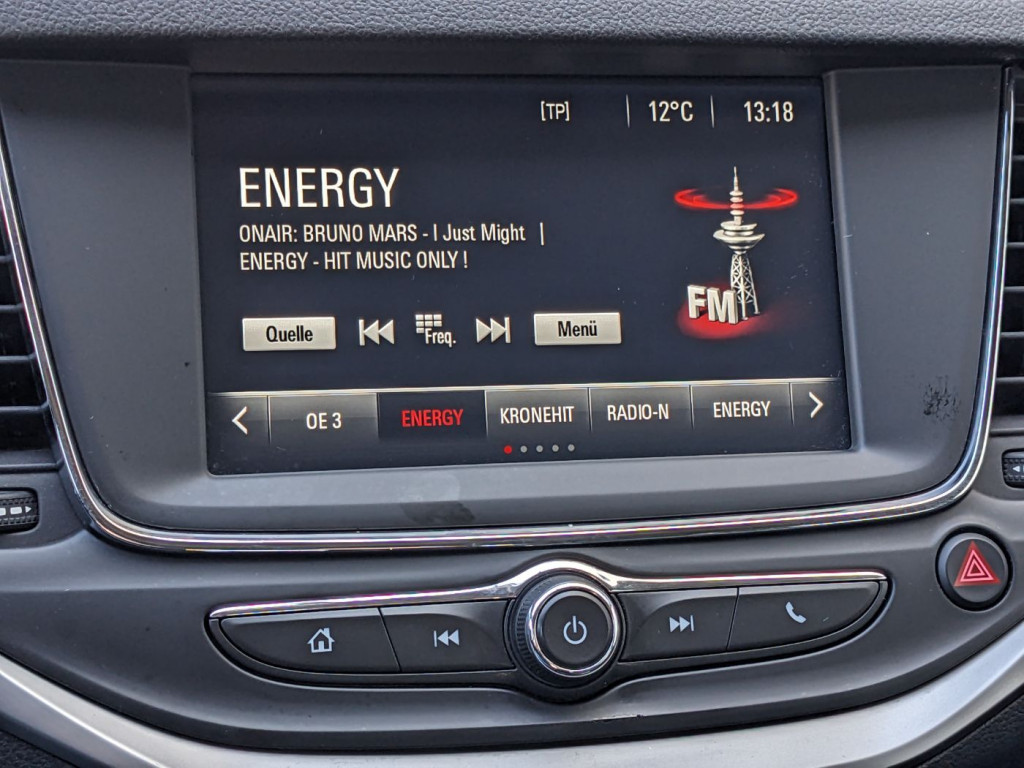 [TP] | 12°C | 13:18
ENERGY
ONAIR: BRUNO MARS - I Just Might |
ENERGY - HIT MUSIC ONLY !
FM
Quelle Freq. Menü
OE 3 ENERGY KRONEHIT RADIO-N ENERGY